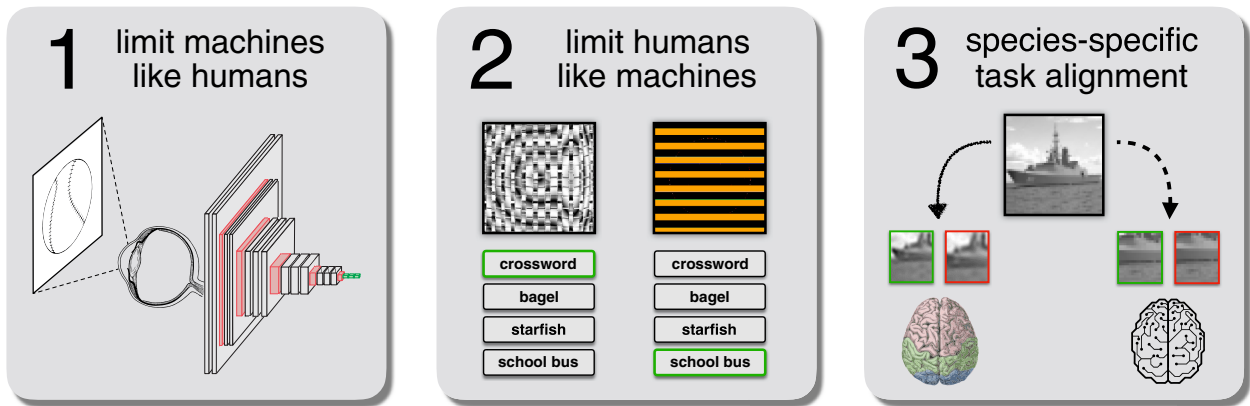 1 limit machines
like humans
2 limit humans
like machines
crossword
bagel
starfish
school bus
crossword
bagel
starfish
school bus
3 species-specific
task alignment